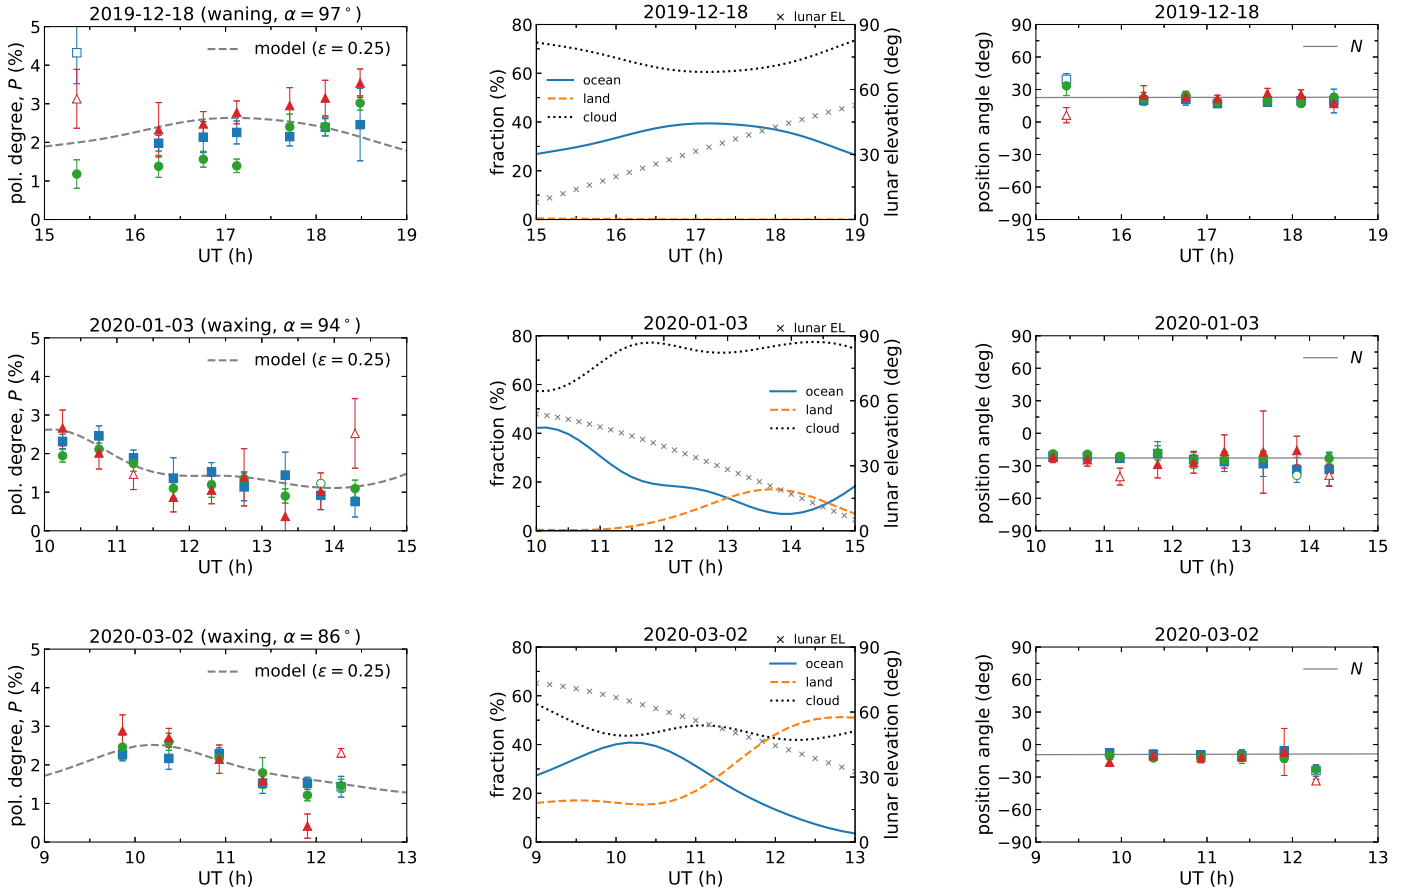 2019-12-18 (waning, α = 97°)
model (ε = 0.25)
pol. degree, P (%)
5
4
3
2
1
0
15
16
17
18
19
UT (h)
2019-12-18
× lunar EL
ocean
land
cloud
fraction (%)
80
60
40
20
0
lunar elevation (deg)
90
60
30
0
15
16
17
18
19
UT (h)
2019-12-18
N
position angle (deg)
90
60
30
0
−30
−60
−90
15
16
17
18
19
UT (h)
2020-01-03 (waxing, α = 94°)
model (ε = 0.25)
pol. degree, P (%)
5
4
3
2
1
0
10
11
12
13
14
15
UT (h)
2020-01-03
× lunar EL
ocean
land
cloud
fraction (%)
80
60
40
20
0
lunar elevation (deg)
90
60
30
0
10
11
12
13
14
15
UT (h)
2020-01-03
N
position angle (deg)
90
60
30
0
−30
−60
−90
10
11
12
13
14
15
UT (h)
2020-03-02 (waxing, α = 86°)
model (ε = 0.25)
pol. degree, P (%)
5
4
3
2
1
0
9
10
11
12
13
UT (h)
2020-03-02
× lunar EL
ocean
land
cloud
fraction (%)
80
60
40
20
0
lunar elevation (deg)
90
60
30
0
9
10
11
12
13
UT (h)
2020-03-02
N
position angle (deg)
90
60
30
0
−30
−60
−90
9
10
11
12
13
UT (h)